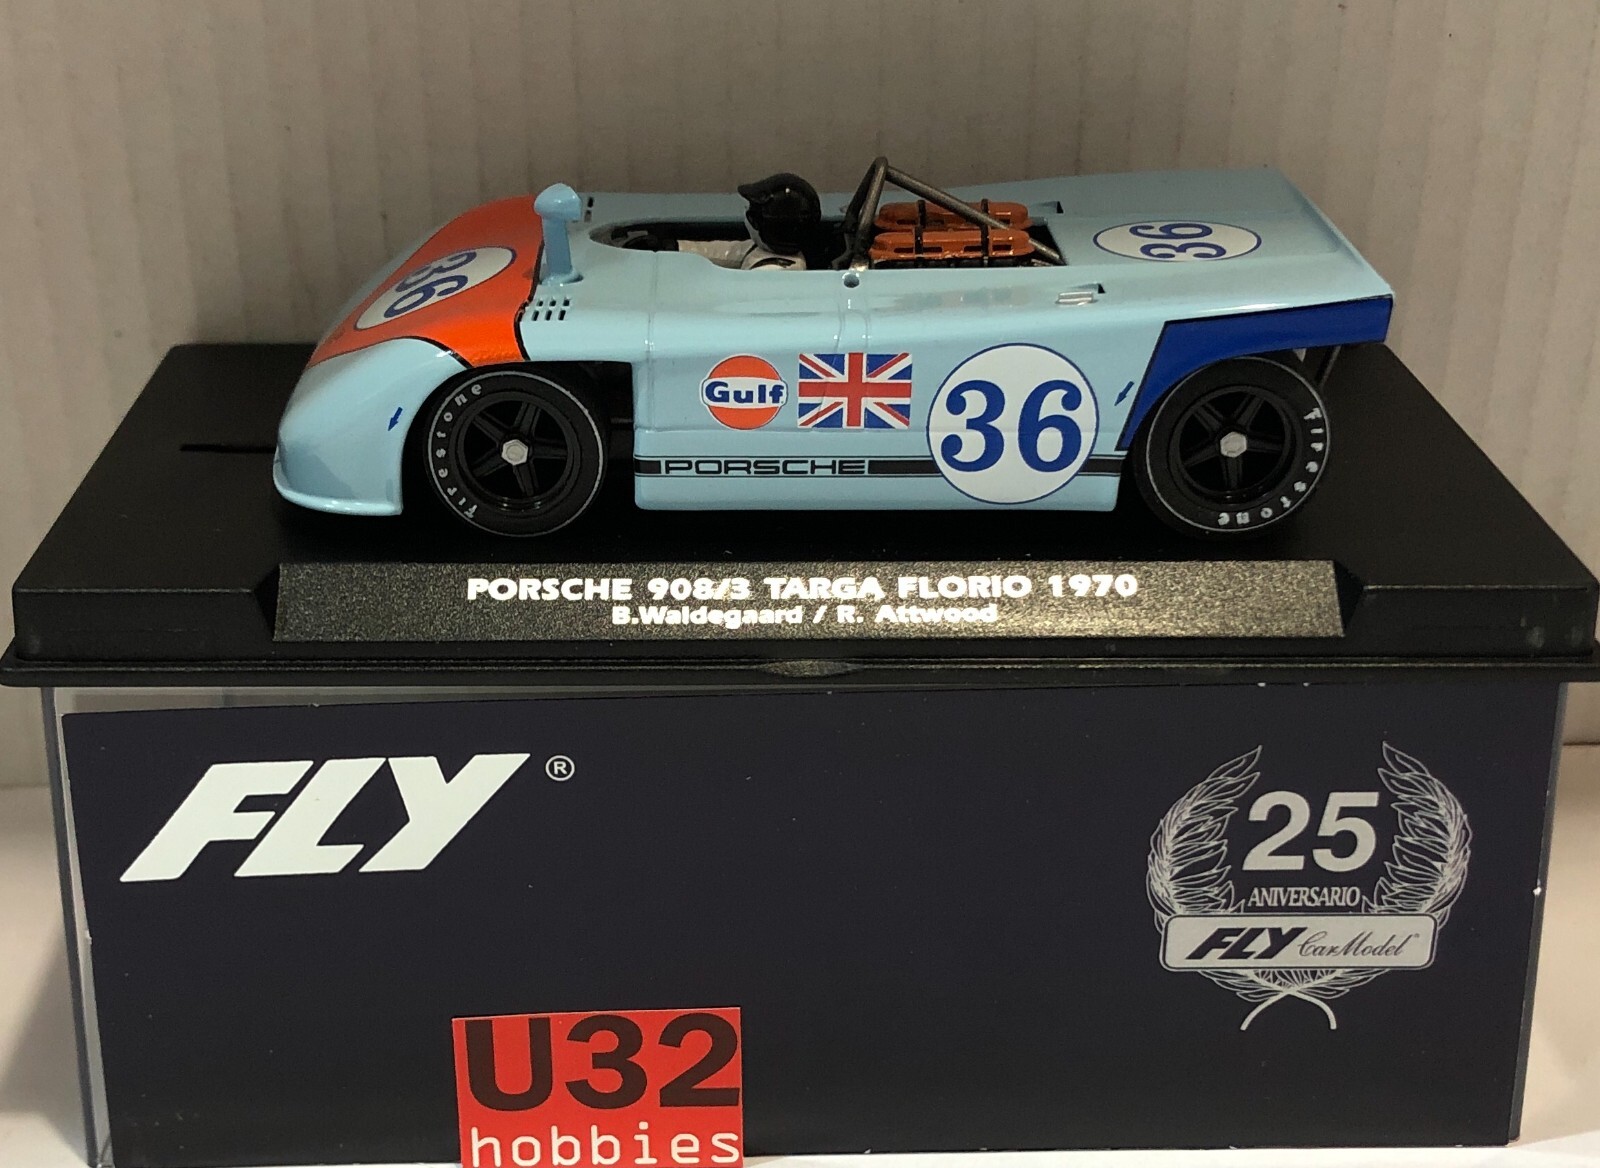 36
36
36
Gulf
36
PORSCHE
Firestone
Firestone
PORSCHE 908/3 TARGA FLORIO 1970
B.Waldegaard / R. Attwood
FLY ®
25
ANIVERSARIO
FLY CarModel
U32
hobbies